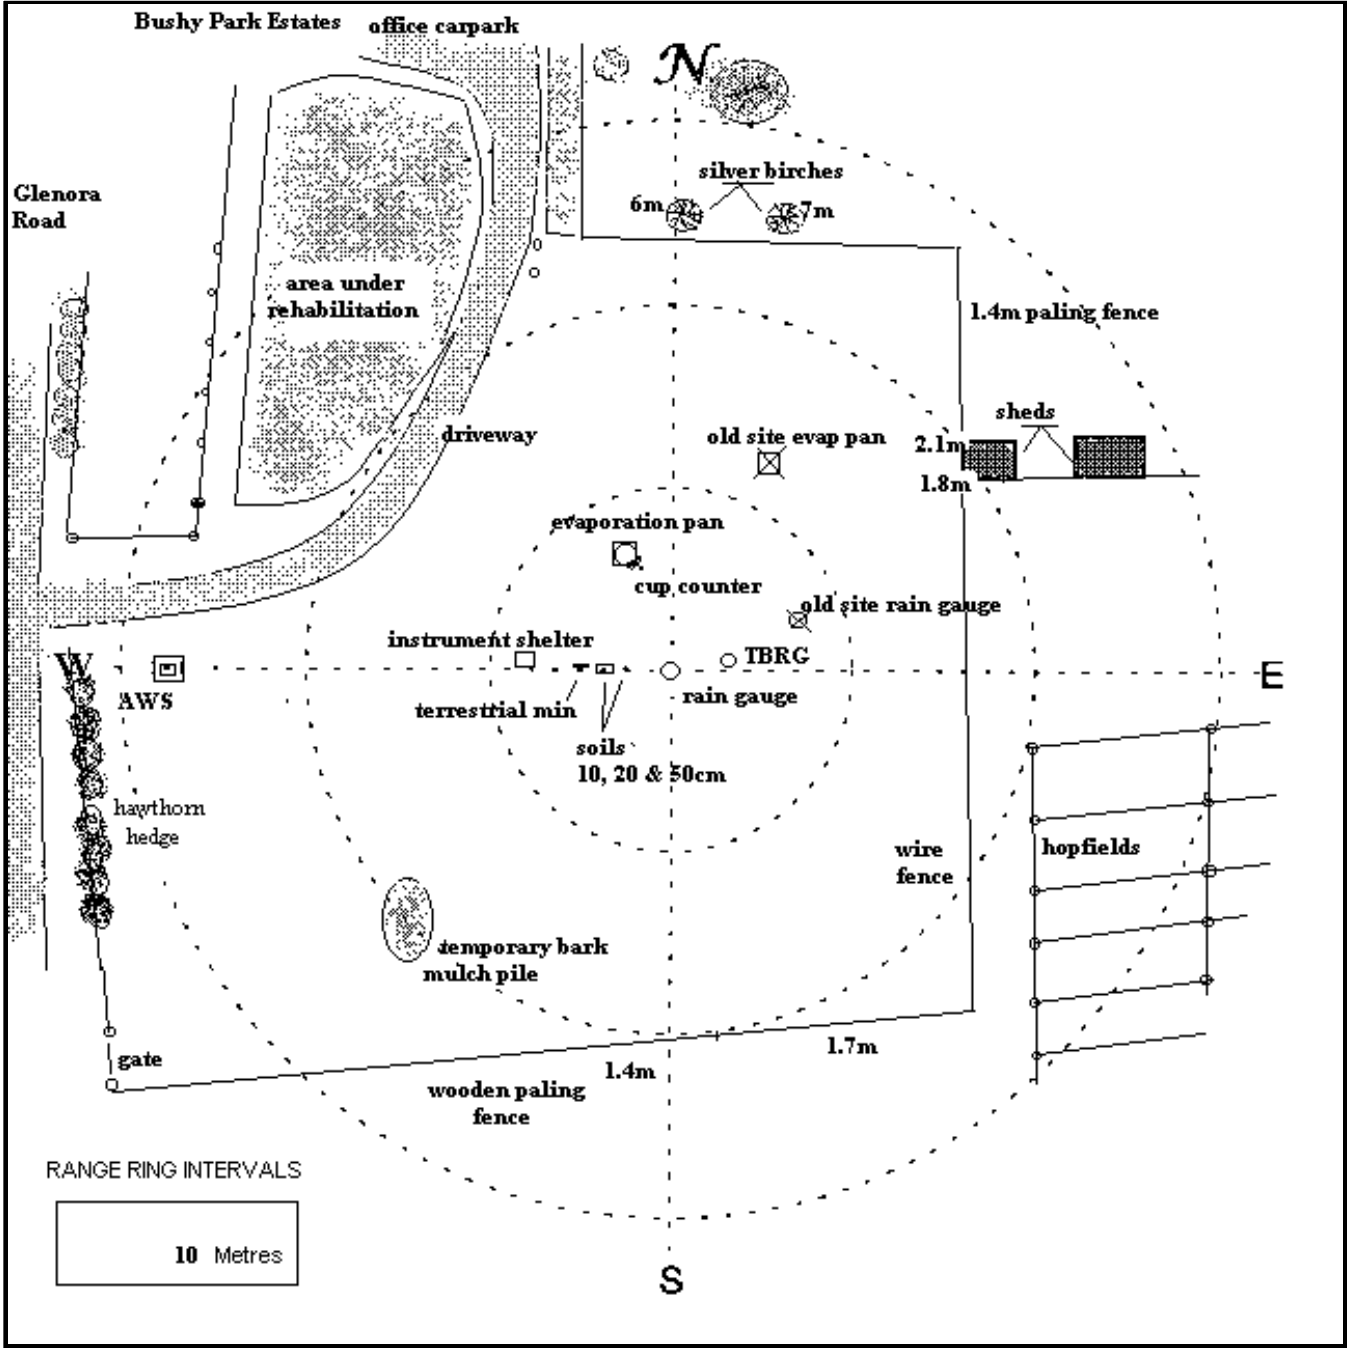 Bushy Park Estates
office carpark
N
Glenora
Road
silver birches
6m
7m
area under
rehabilitation
1.4m paling fence
sheds
driveway
old site evap pan
2.1m
1.8m
evaporation pan
cup counter
old site rain gauge
instrument shelter
TBRG
W
E
AWS
rain gauge
terrestrial min
soils
10, 20 & 50cm
hawthorn
hedge
wire
fence
hopfields
temporary bark
mulch pile
gate
1.7m
1.4m
wooden paling
fence
RANGE RING INTERVALS
10 Metres
S